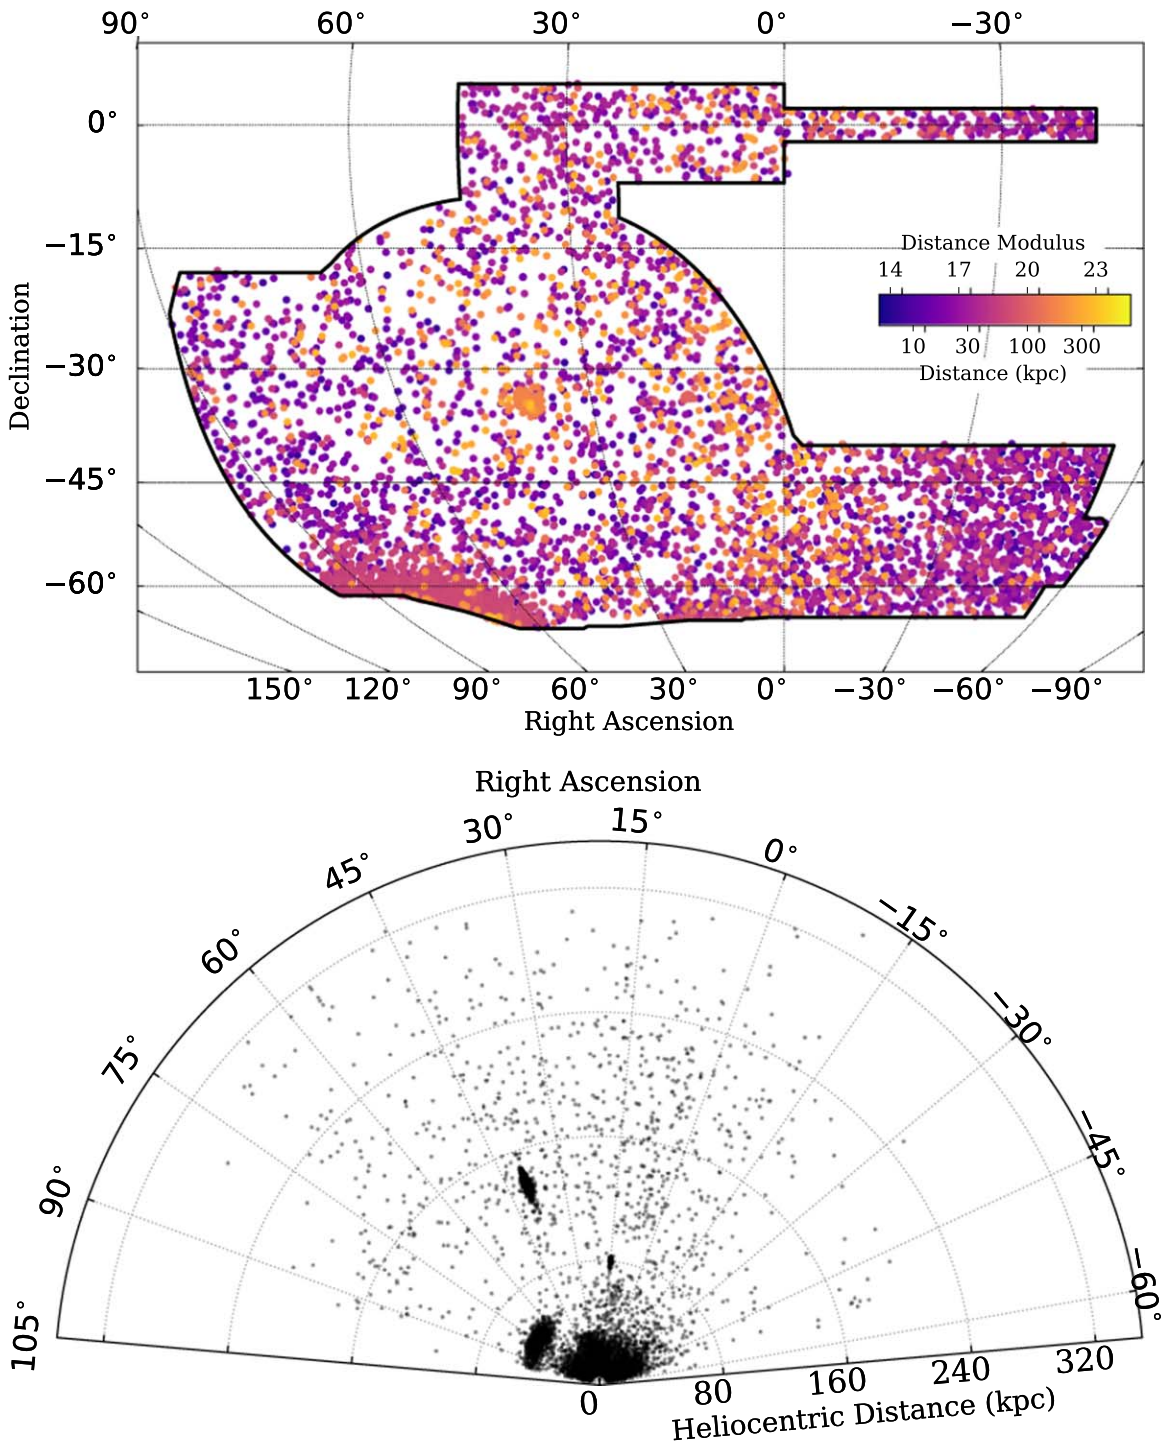 90° 60° 30° 0° −30°
0°
−15°
−30°
−45°
−60°
Declination
Distance Modulus
14 17 20 23
10 30 100 300
Distance (kpc)
150° 120° 90° 60° 30° 0° −30° −60° −90°
Right Ascension
Right Ascension
105° 90° 75° 60° 45° 30° 15° 0° −15° −30° −45° −60°
0 80 160 240 320
Heliocentric Distance (kpc)